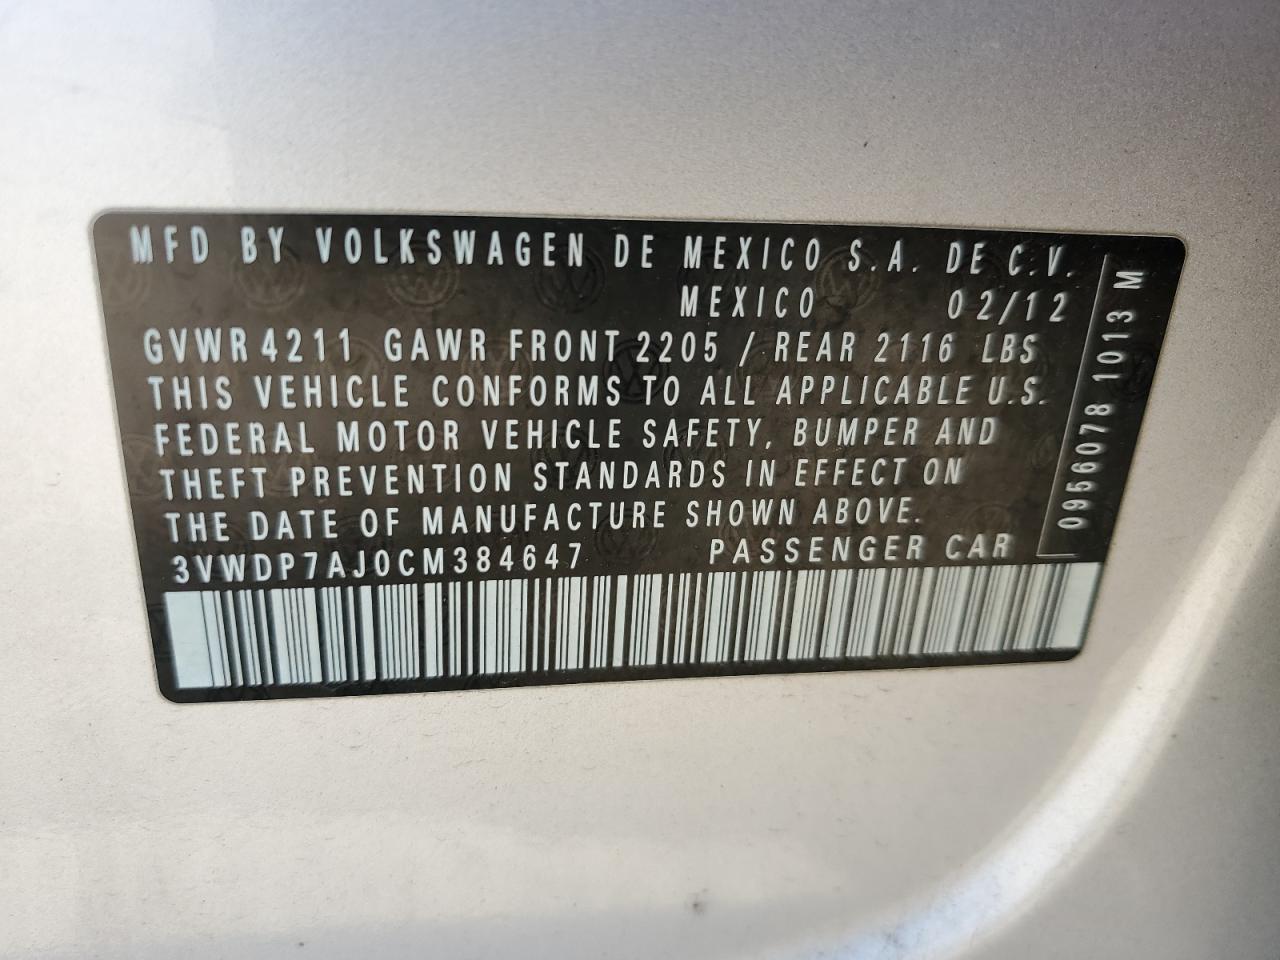 MFD BY VOLKSWAGEN DE MEXICO S.A. DE C.V.
MEXICO 02/12
GVWR 4211 GAWR FRONT 2205 / REAR 2116 LBS
THIS VEHICLE CONFORMS TO ALL APPLICABLE U.S.
FEDERAL MOTOR VEHICLE SAFETY, BUMPER AND
THEFT PREVENTION STANDARDS IN EFFECT ON
THE DATE OF MANUFACTURE SHOWN ABOVE.
3VWDP7AJ0CM384647 PASSENGER CAR
0956078 1013 M